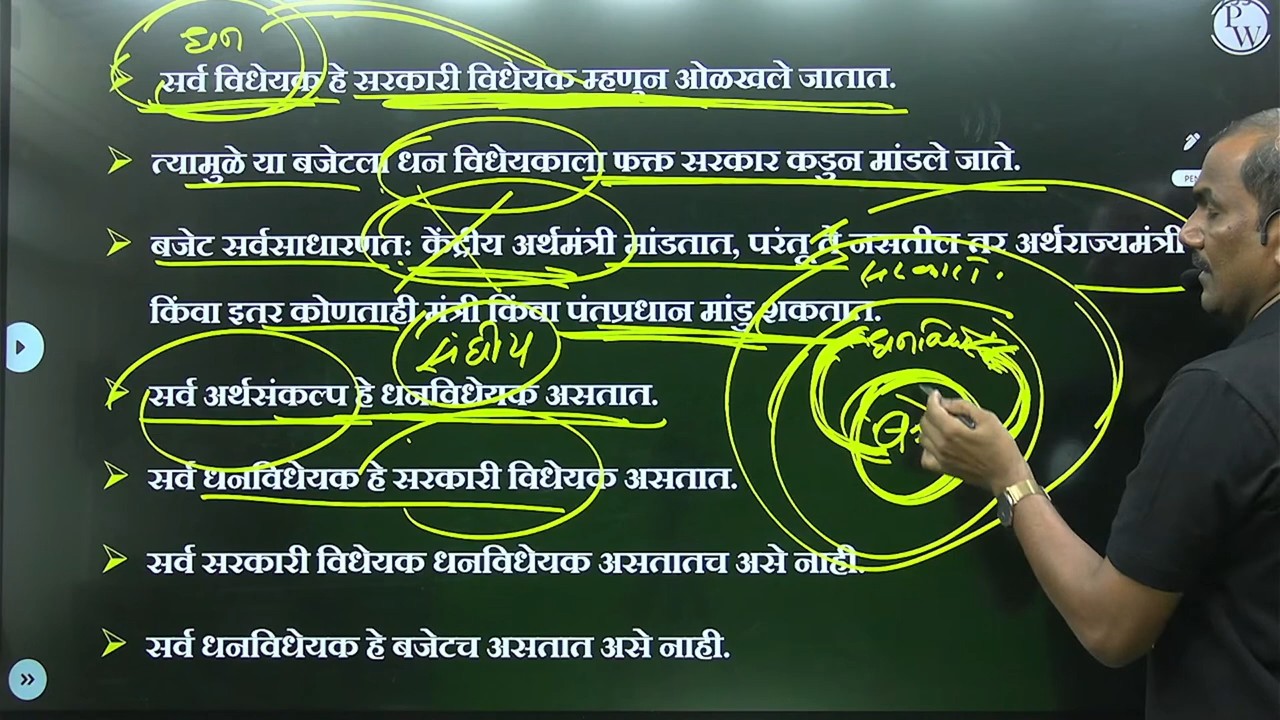 PW
धन
सर्व विधेयक हे सरकारी विधेयक म्हणून ओळखले जातात.
त्यामुळे या बजेटला धन विधेयकाला फक्त सरकार कडुन मांडले जाते.
PEN
बजेट सर्वसाधारणत: केंद्रीय अर्थमंत्री मांडतात, परंतू ते नसतील तर अर्थराज्यमंत्री
किंवा इतर कोणताही मंत्री किंवा पंतप्रधान मांडु शकतात.
संघीय
सर्व अर्थसंकल्प हे धनविधेयक असतात.
सर्व धनविधेयक हे सरकारी विधेयक असतात.
सर्व सरकारी विधेयक धनविधेयक असतातच असे नाही.
सर्व धनविधेयक हे बजेटच असतात असे नाही.